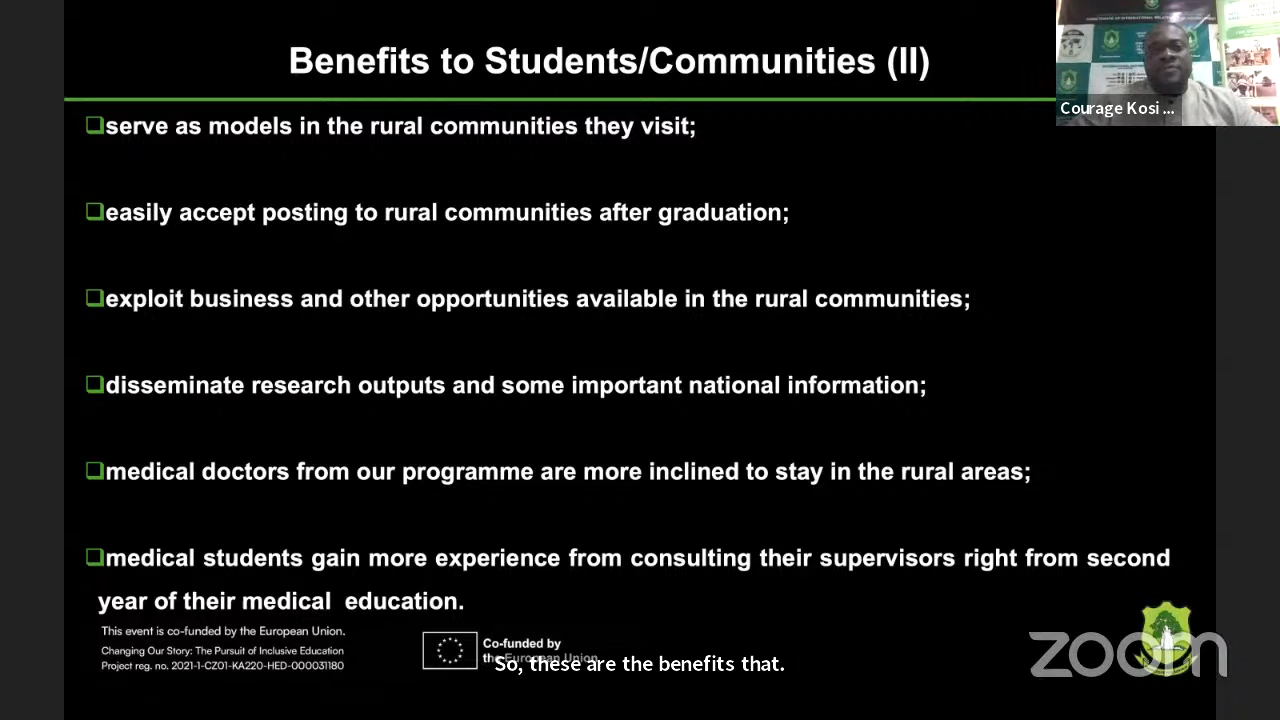 Benefits to Students/Communities (II)
Courage Kosi ...
❑serve as models in the rural communities they visit;
❑easily accept posting to rural communities after graduation;
❑exploit business and other opportunities available in the rural communities;
❑disseminate research outputs and some important national information;
❑medical doctors from our programme are more inclined to stay in the rural areas;
❑medical students gain more experience from consulting their supervisors right from second
year of their medical education.
This event is co-funded by the European Union.
Changing Our Story: The Pursuit of Inclusive Education
Project reg. no. 2021-1-CZ01-KA220-HED-000031180
Co-funded by
the European Union
So, these are the benefits that.
zoom